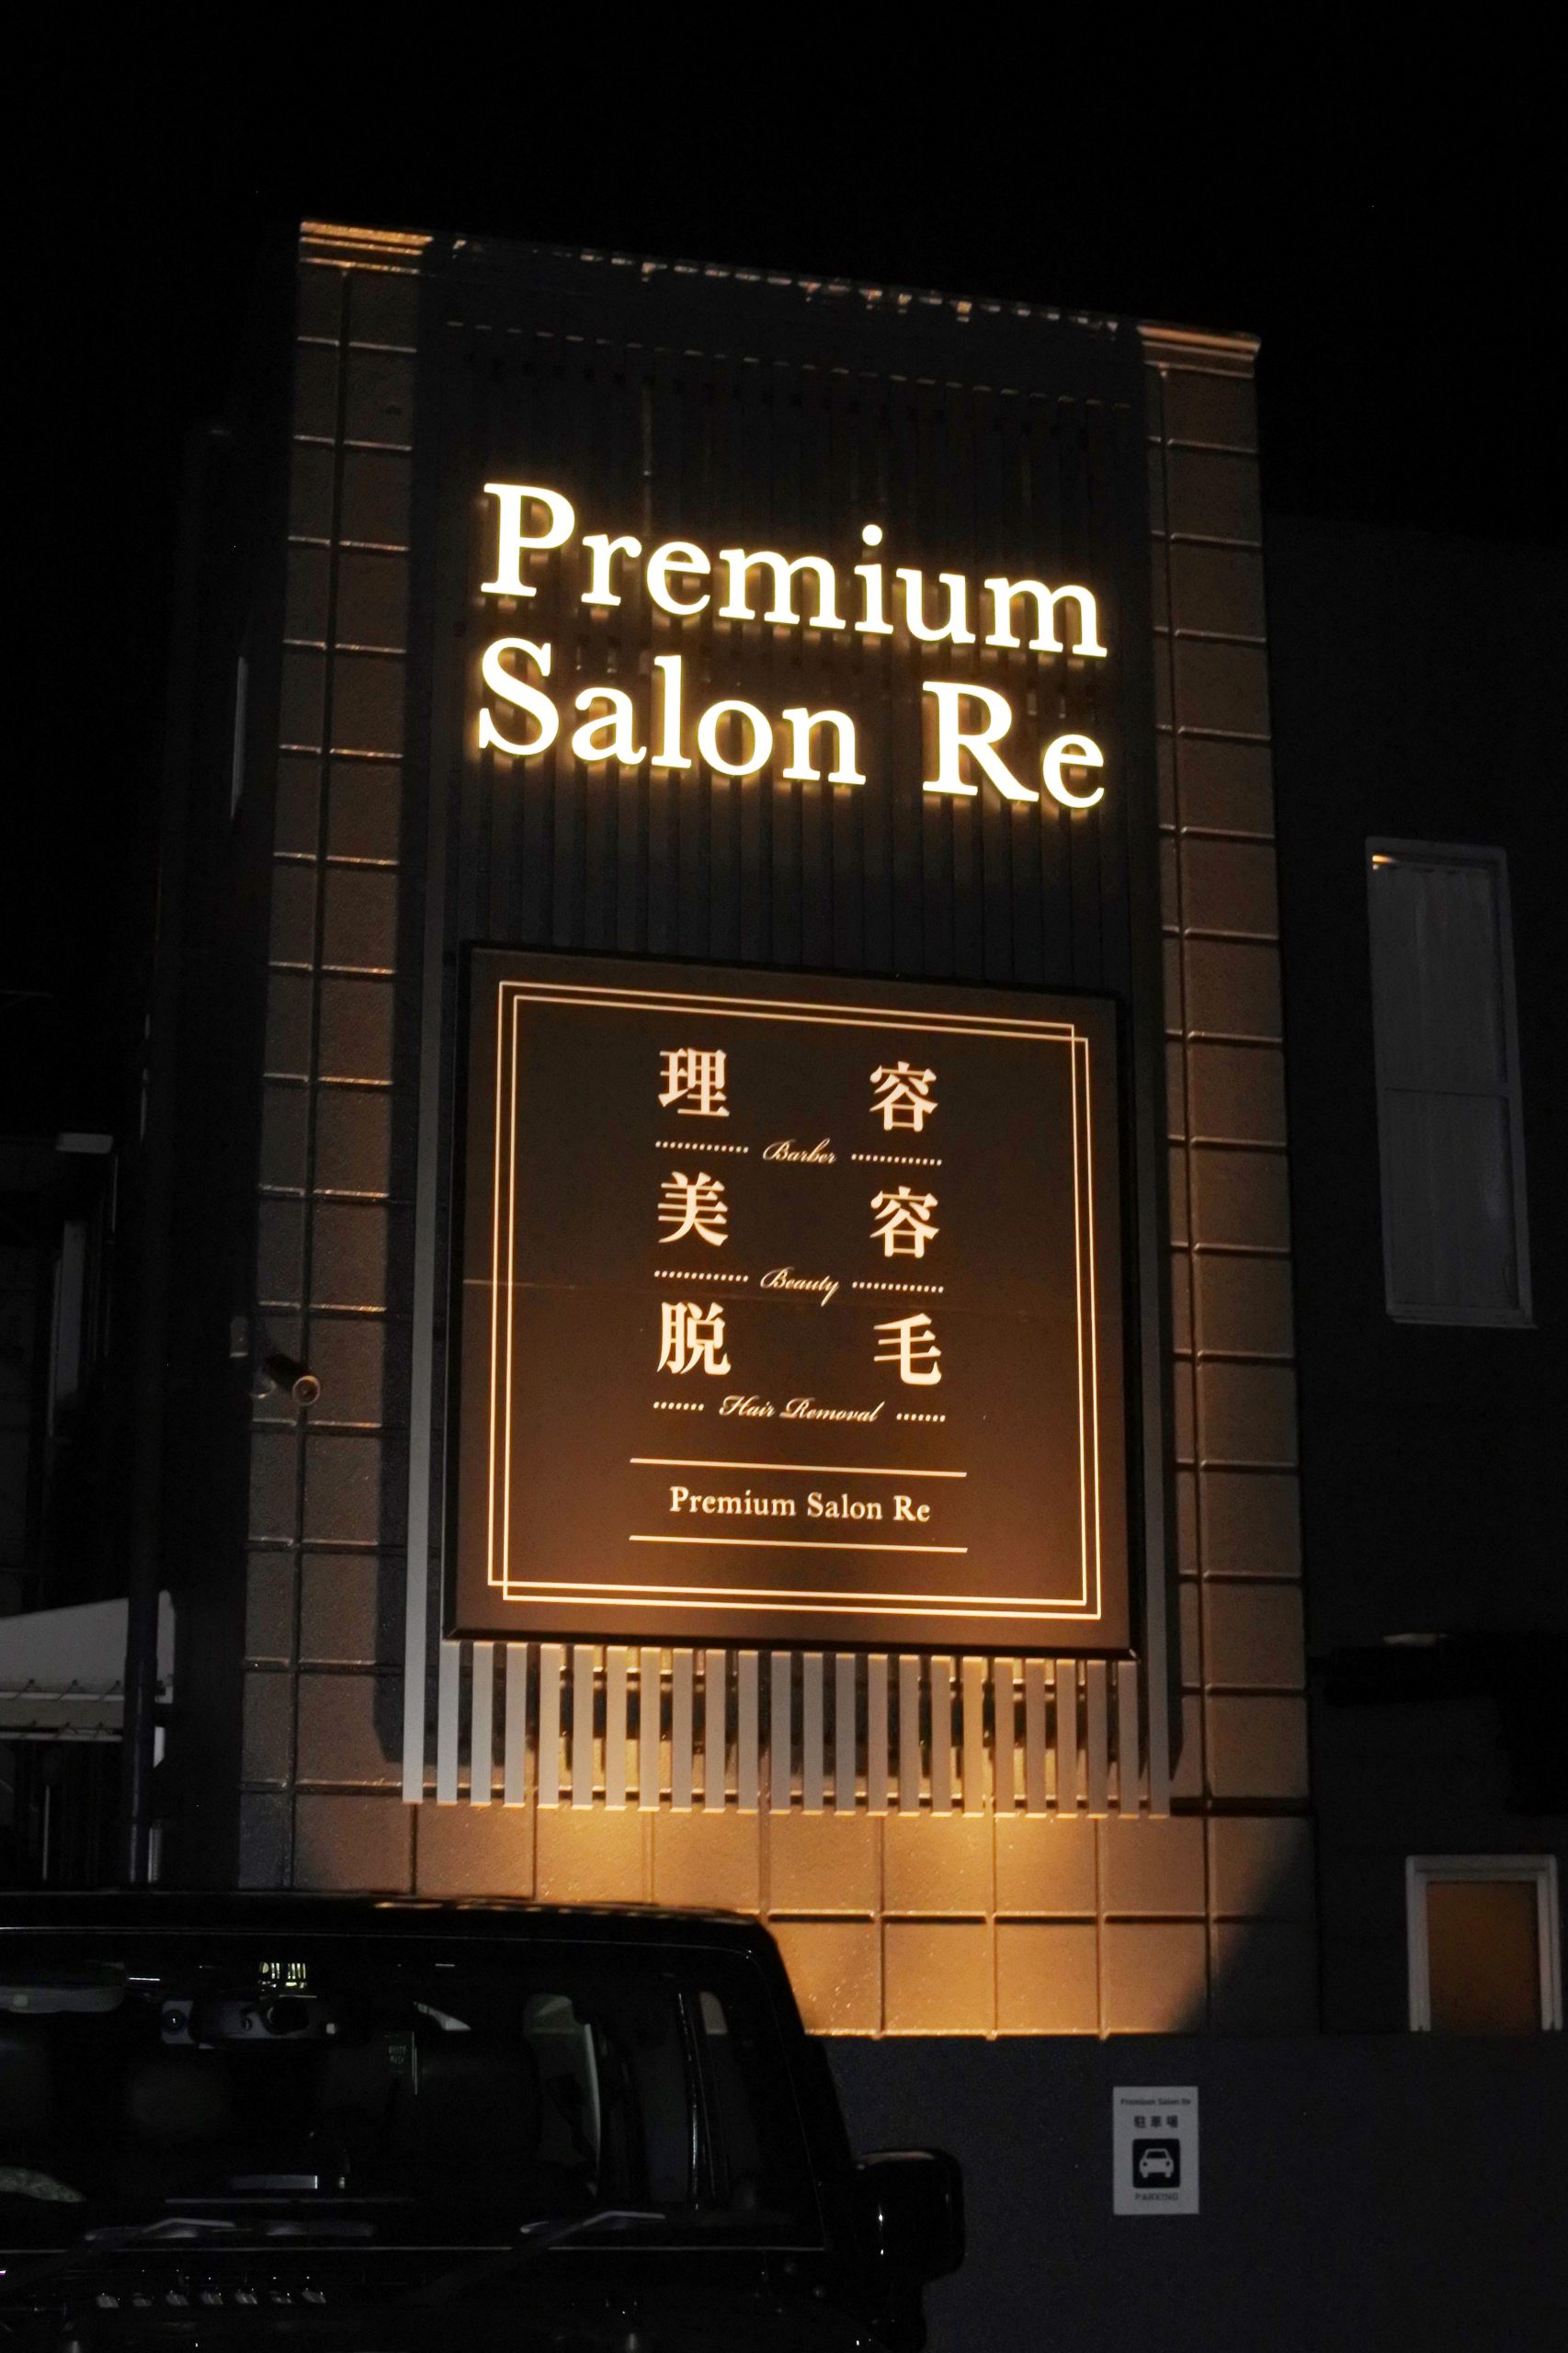 Premium
Salon Re
理 容
Barber
美 容
Beauty
脱 毛
Hair Removal
Premium Salon Re
Premium Salon Re
駐車場
PARKING